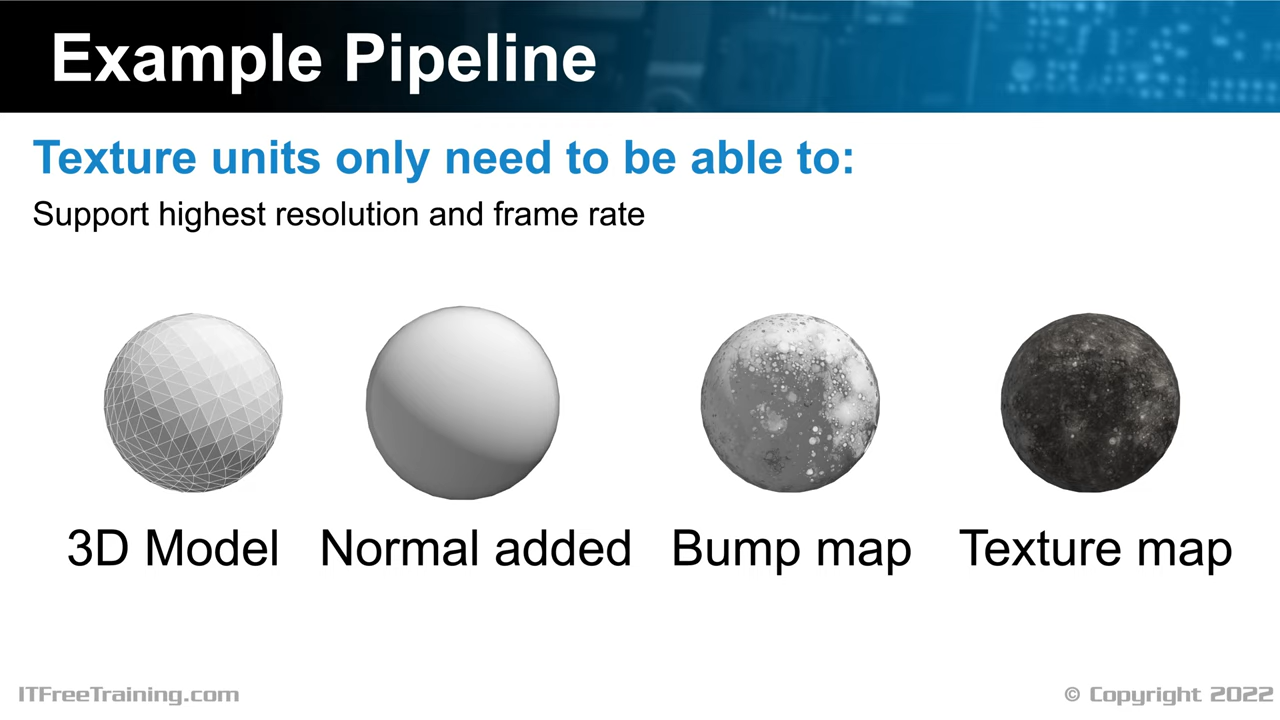 Example Pipeline
Texture units only need to be able to:
Support highest resolution and frame rate
3D Model
Normal added
Bump map
Texture map
ITFreeTraining.com
© Copyright 2022